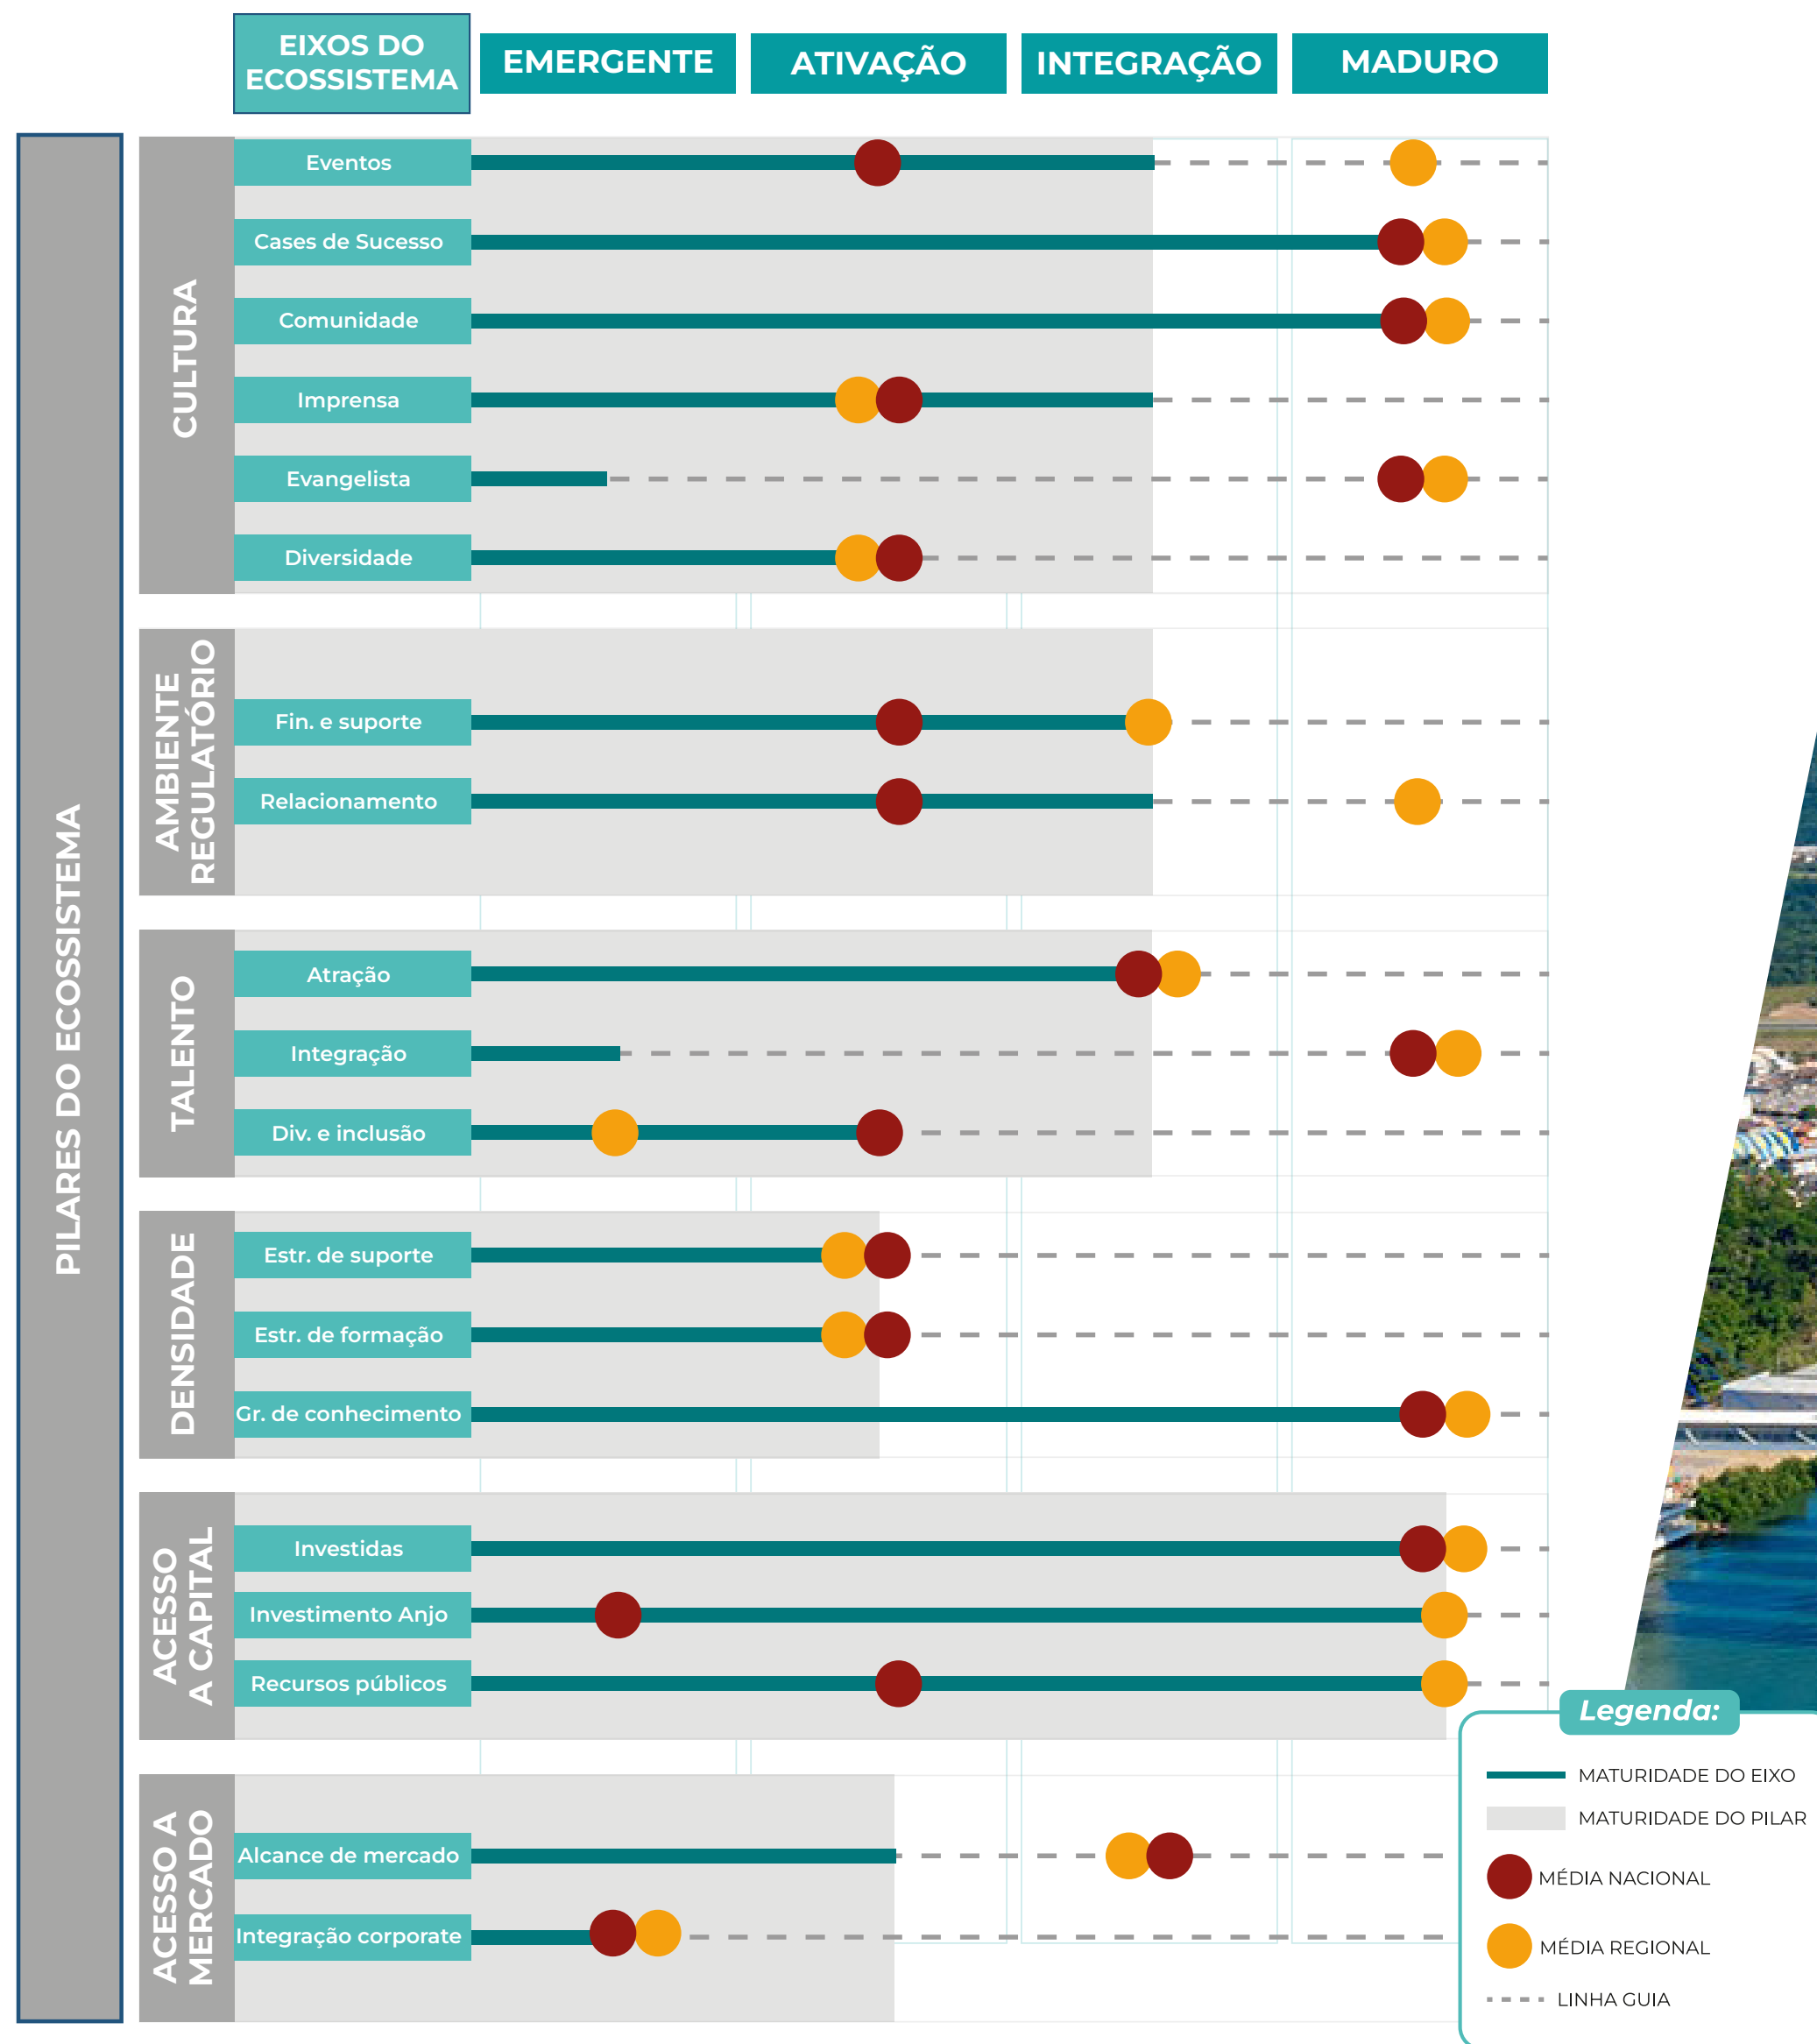 EIXOS DO
ECOSSISTEMA
EMERGENTE
ATIVAÇÃO
INTEGRAÇÃO
MADURO
PILARES DO ECOSSISTEMA
CULTURA
Eventos
Cases de Sucesso
Comunidade
Imprensa
Evangelista
Diversidade
AMBIENTE
REGULATÓRIO
Fin. e suporte
Relacionamento
TALENTO
Atração
Integração
Div. e inclusão
DENSIDADE
Estr. de suporte
Estr. de formação
Gr. de conhecimento
ACESSO
A CAPITAL
Investidas
Investimento Anjo
Recursos públicos
ACESSO A
MERCADO
Alcance de mercado
Integração corporate
Legenda:
MATURIDADE DO EIXO
MATURIDADE DO PILAR
MÉDIA NACIONAL
MÉDIA REGIONAL
LINHA GUIA